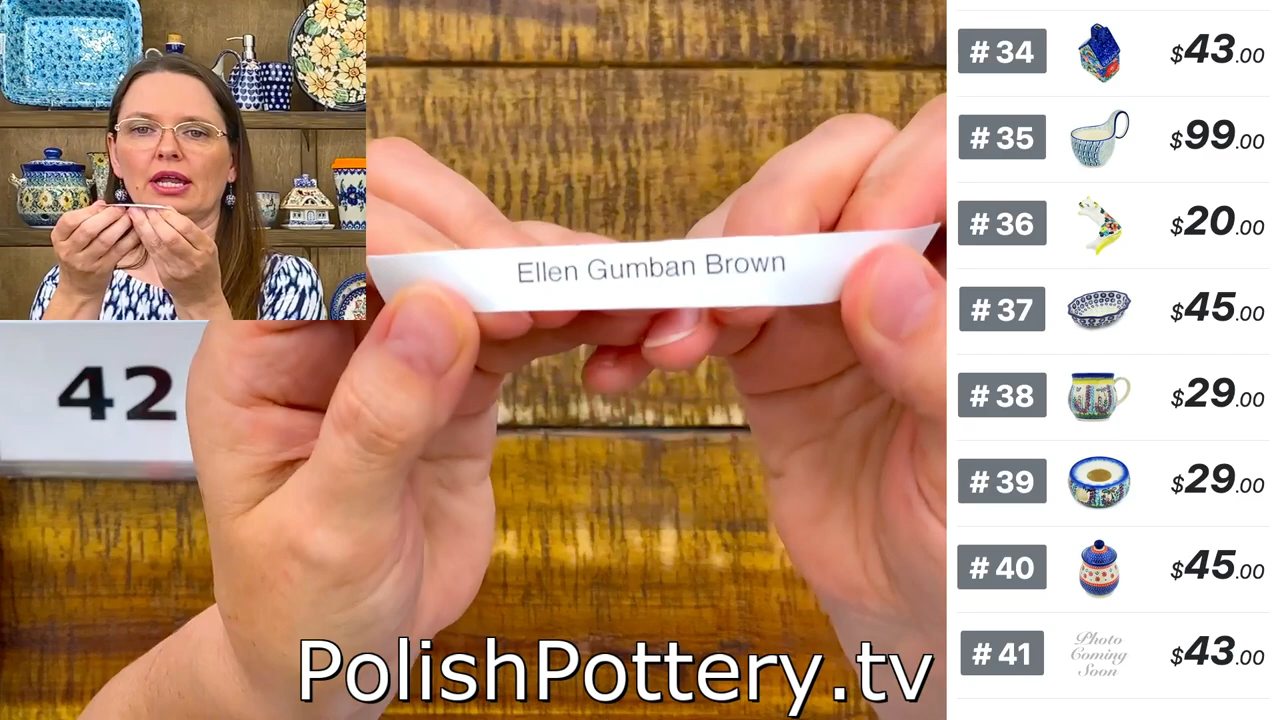 Ellen Gumban Brown
42
PolishPottery.tv
# 34 $43.00
# 35 $99.00
# 36 $20.00
# 37 $45.00
# 38 $29.00
# 39 $29.00
# 40 $45.00
# 41 Photo Coming Soon $43.00